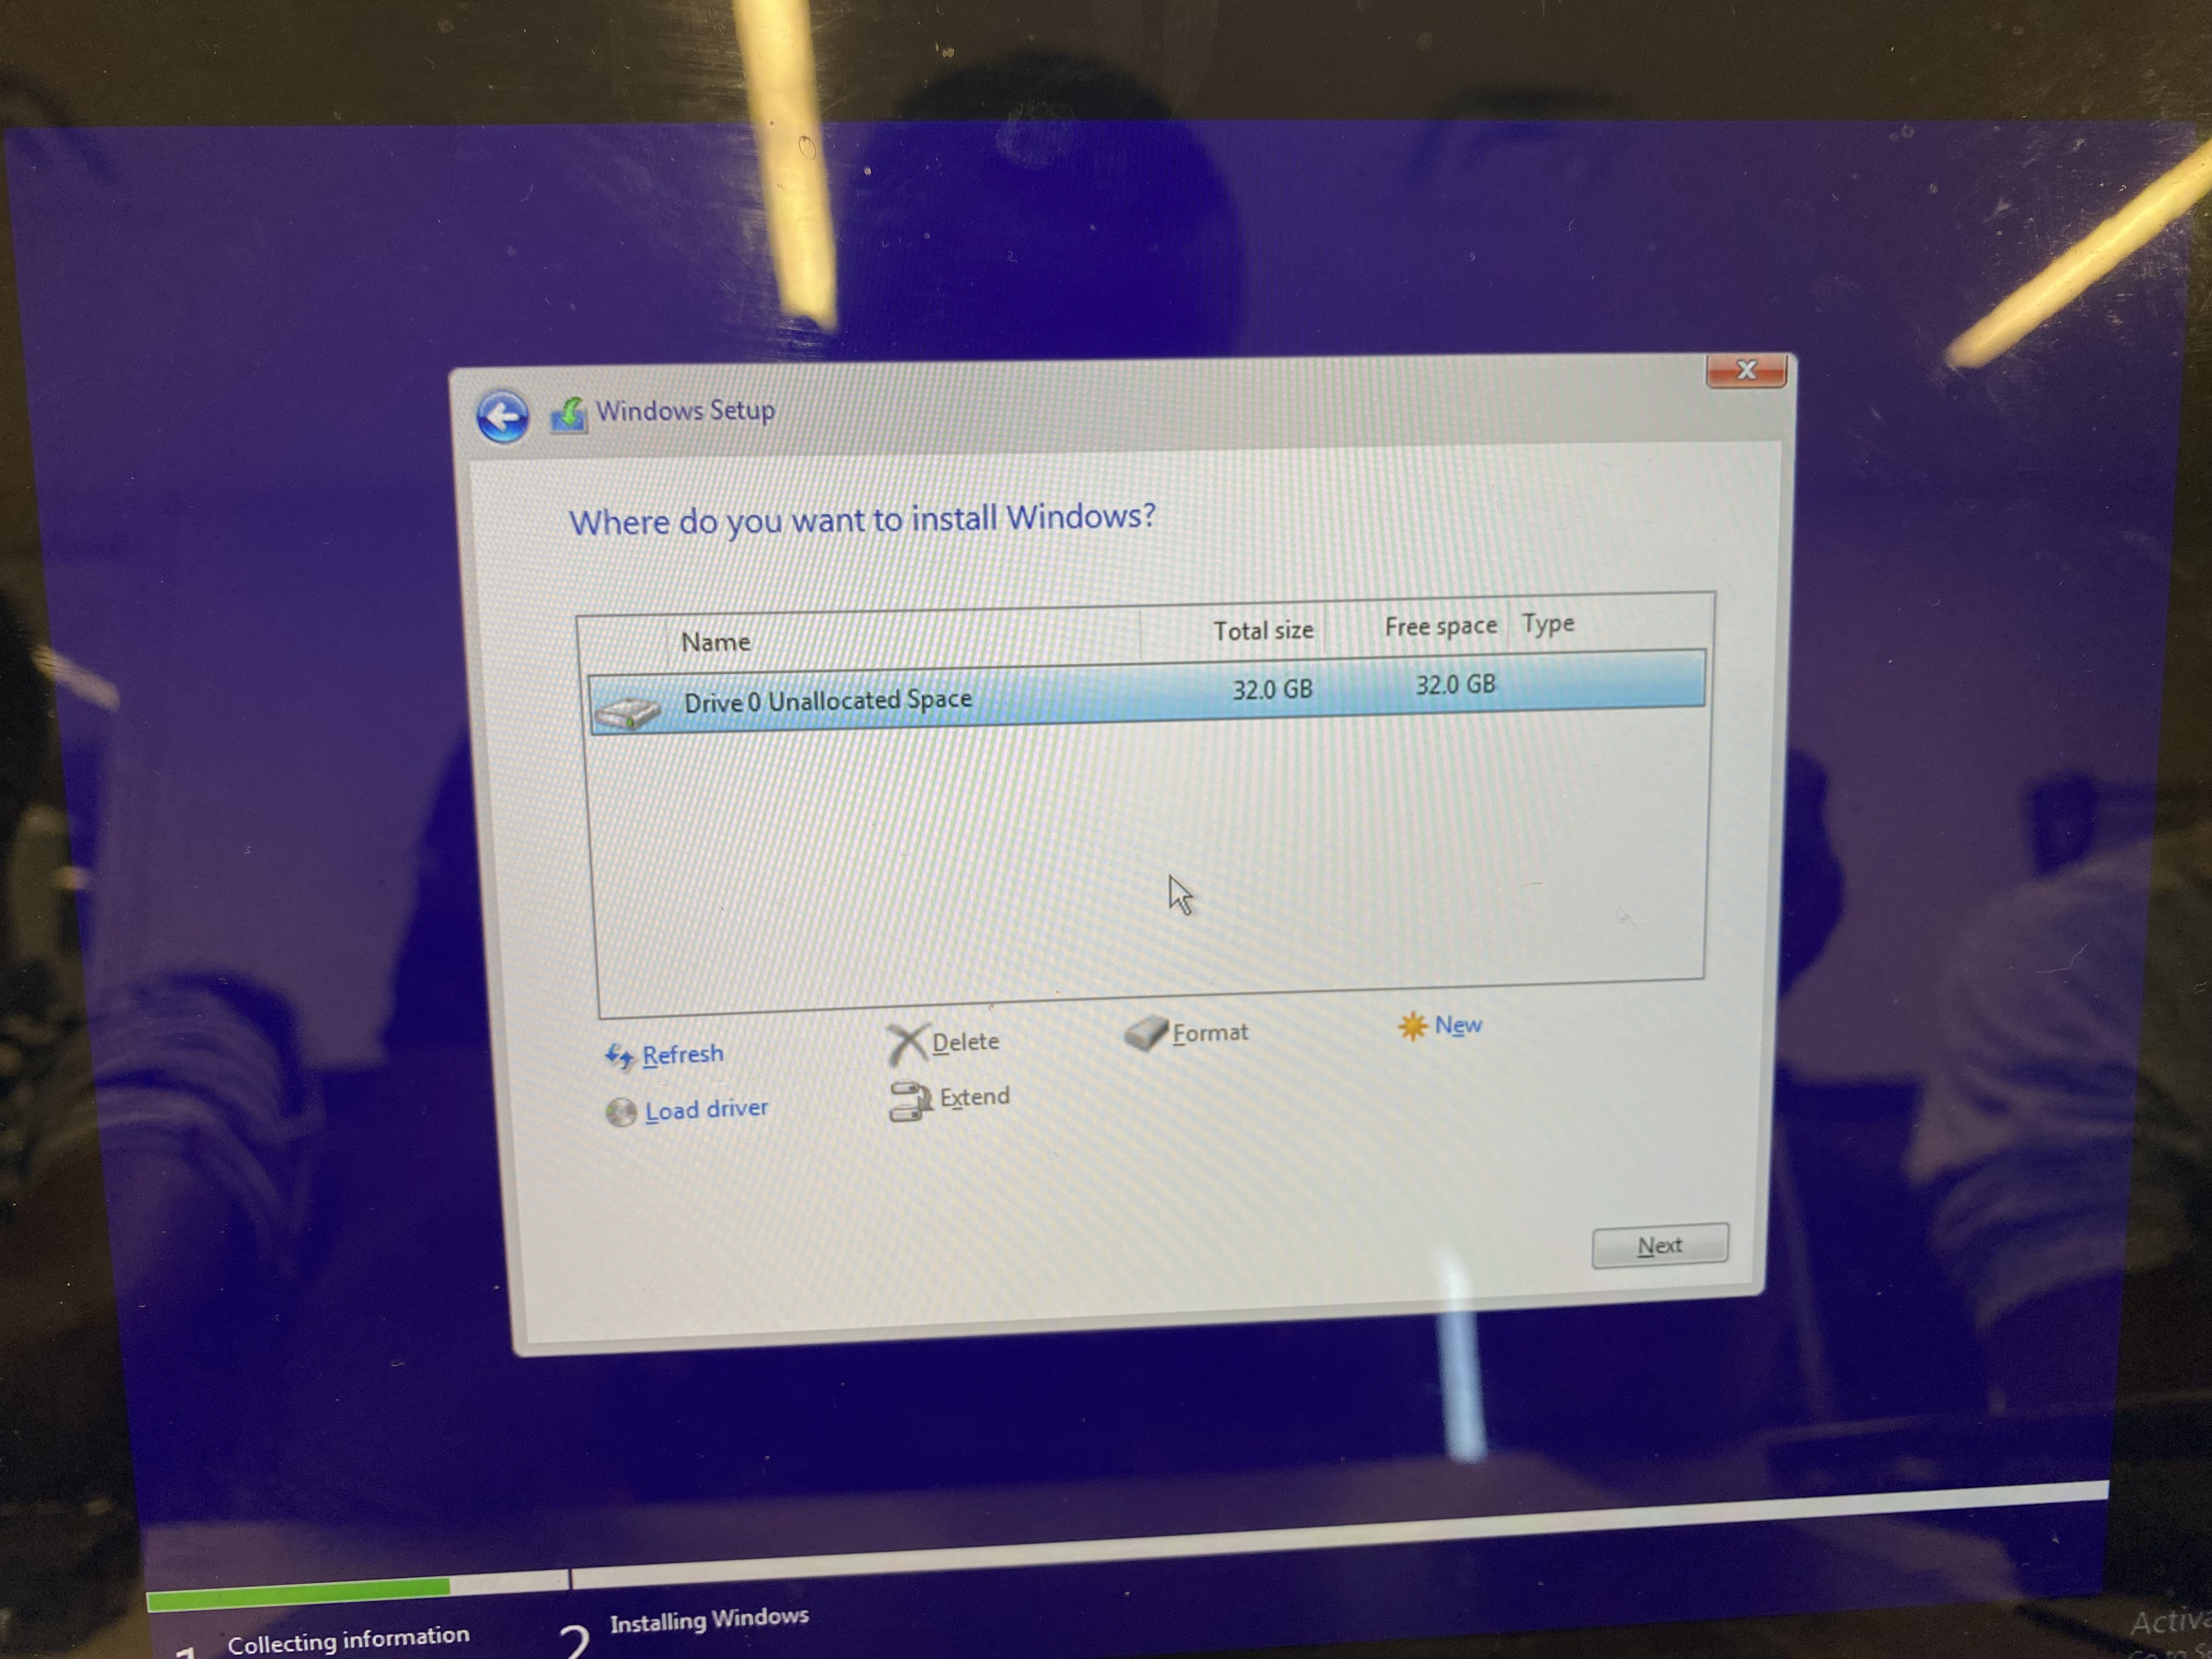 Windows Setup
Where do you want to install Windows?
Name Total size Free space Type
Drive 0 Unallocated Space 32.0 GB 32.0 GB
Refresh Delete Format New
Load driver Extend
Next
1 Collecting information 2 Installing Windows